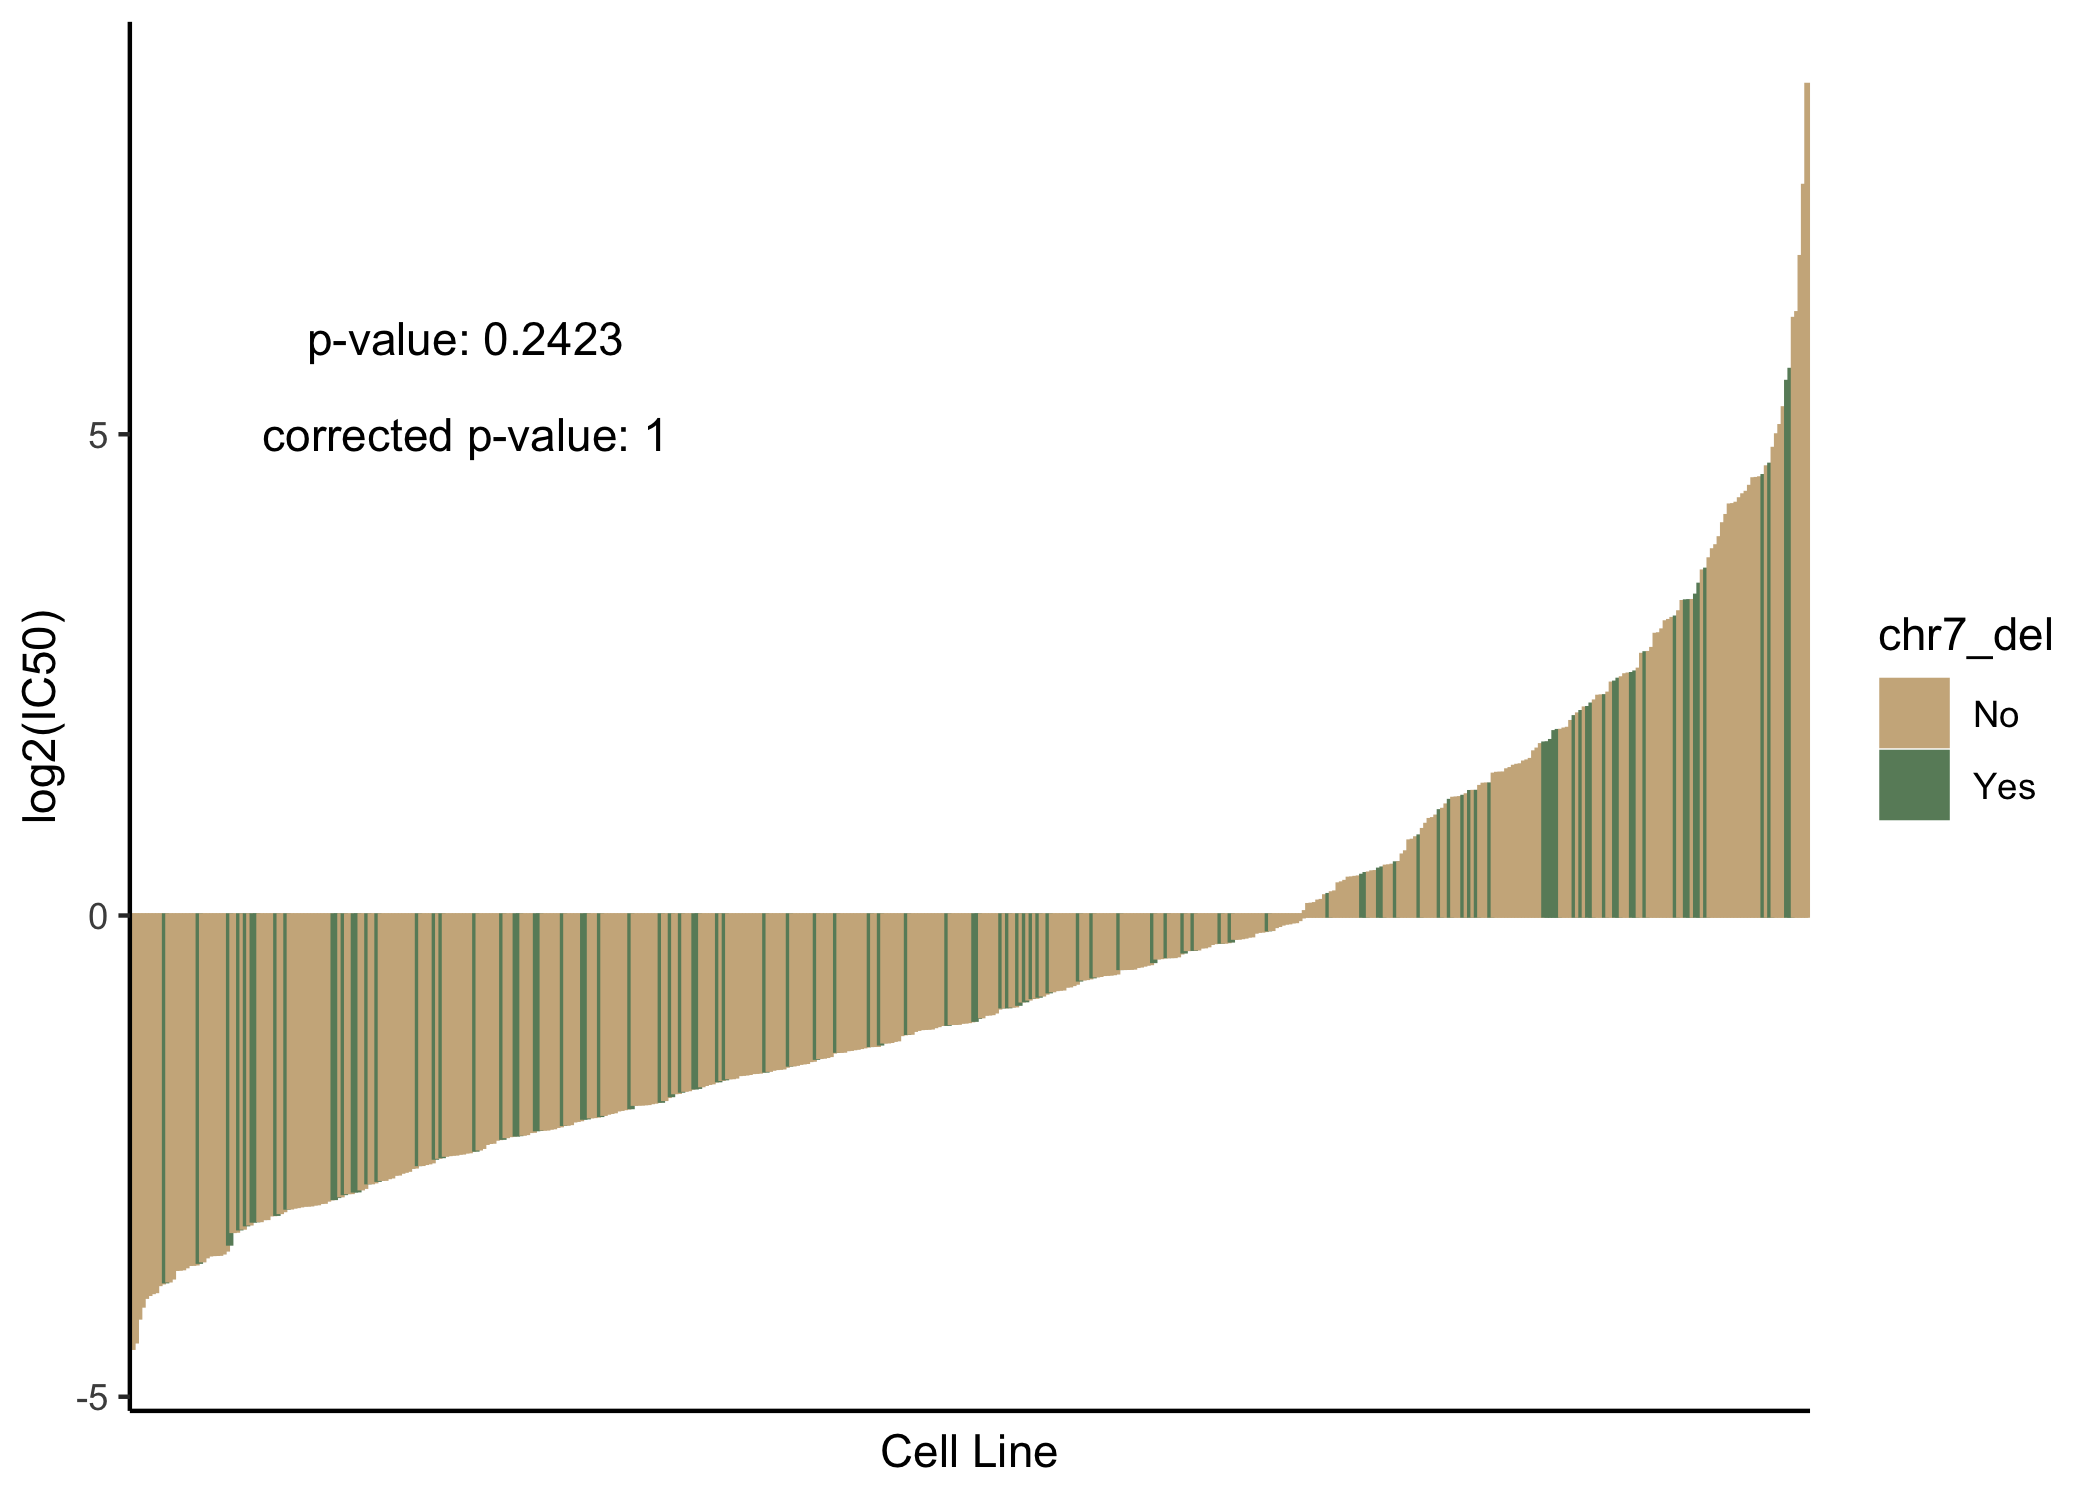 p-value: 0.2423
corrected p-value: 1
5
0
-5
log2(IC50)
Cell Line
chr7_del
No
Yes